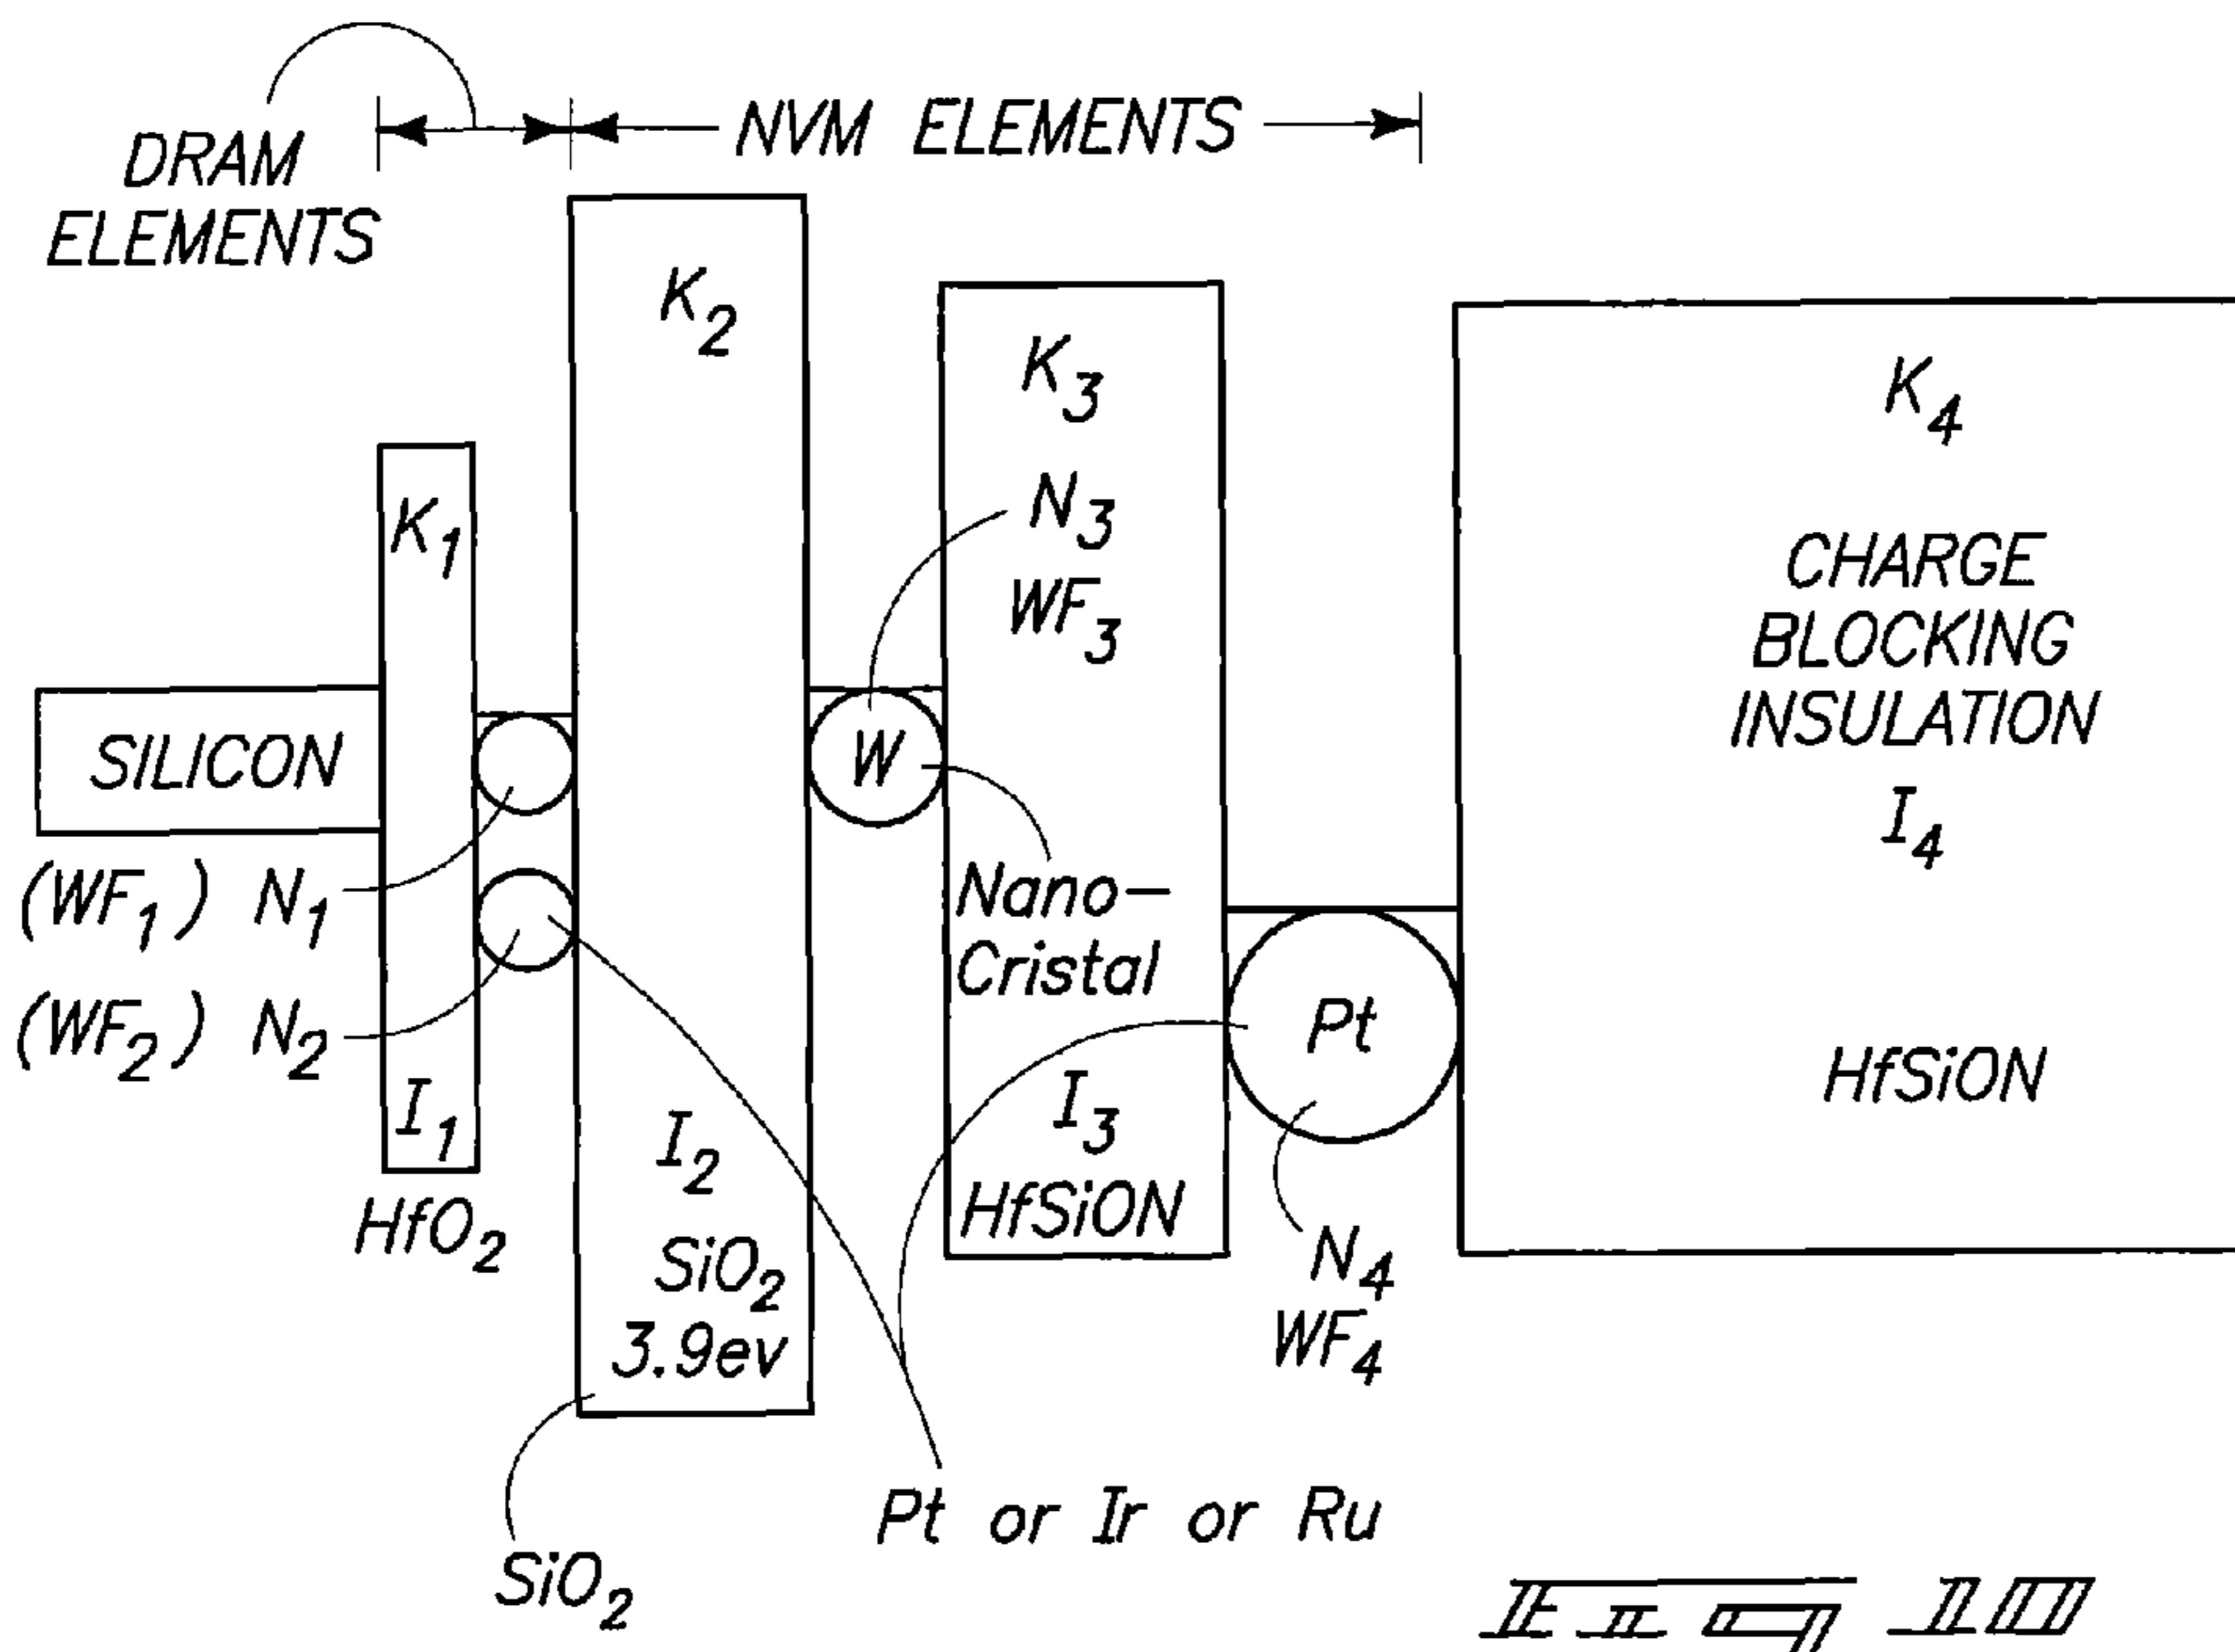 DRAM
ELEMENTS
NVM ELEMENTS
K₁
I₁
HfO₂
SILICON
(WF₁) N₁
(WF₂) N₂
K₂
I₂
SiO₂
3.9ev
SiO₂
W
K₃
N₃
WF₃
Nano-
Cristal
I₃
HfSiON
Pt
N₄
WF₄
Pt or Ir or Ru
K₄
CHARGE
BLOCKING
INSULATION
I₄
HfSiON
Fig 10